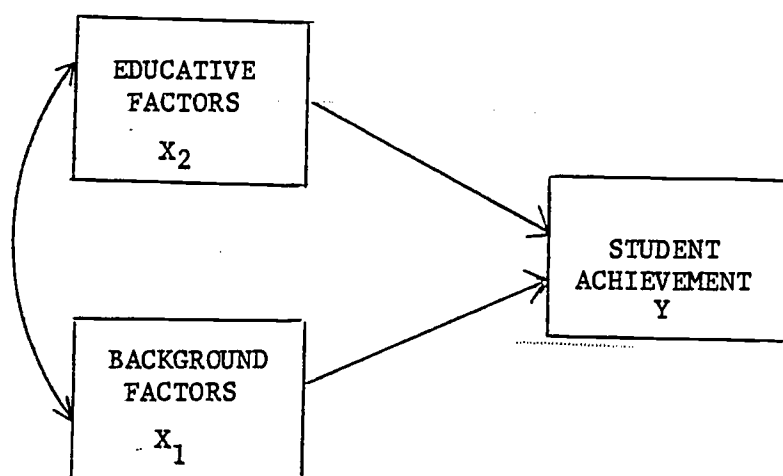 EDUCATIVE
FACTORS
X2
STUDENT
ACHIEVEMENT
Y
BACKGROUND
FACTORS
X1